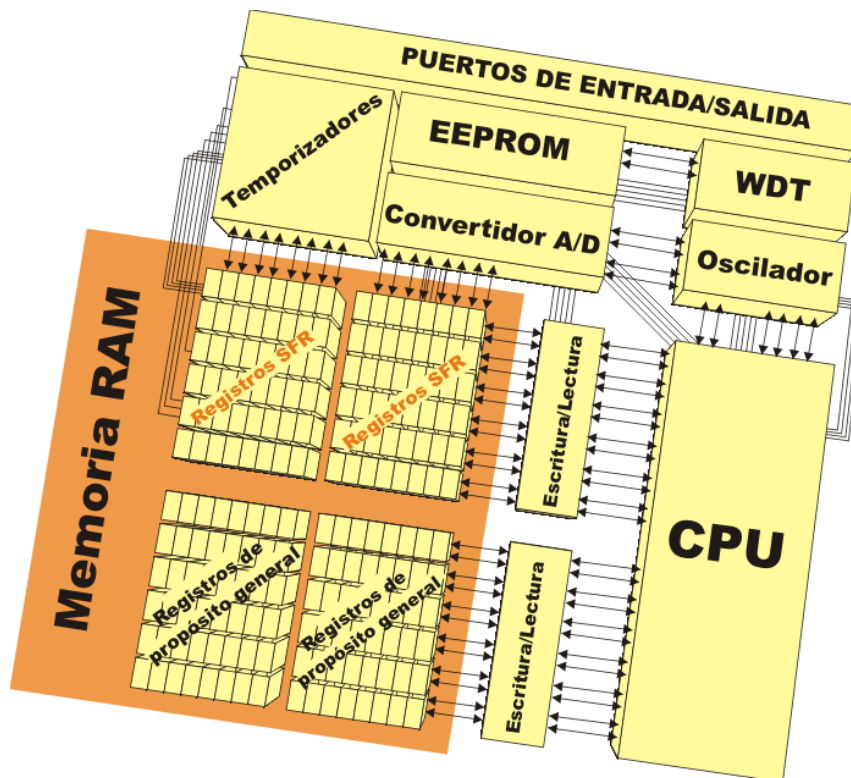 PUERTOS DE ENTRADA/SALIDA
Temporizadores
EEPROM
WDT
Convertidor A/D
Oscilador
Memoria RAM
Registros SFR
Registros SFR
Escritura/Lectura
CPU
Registros de
propósito general
Registros de
propósito general
Escritura/Lectura